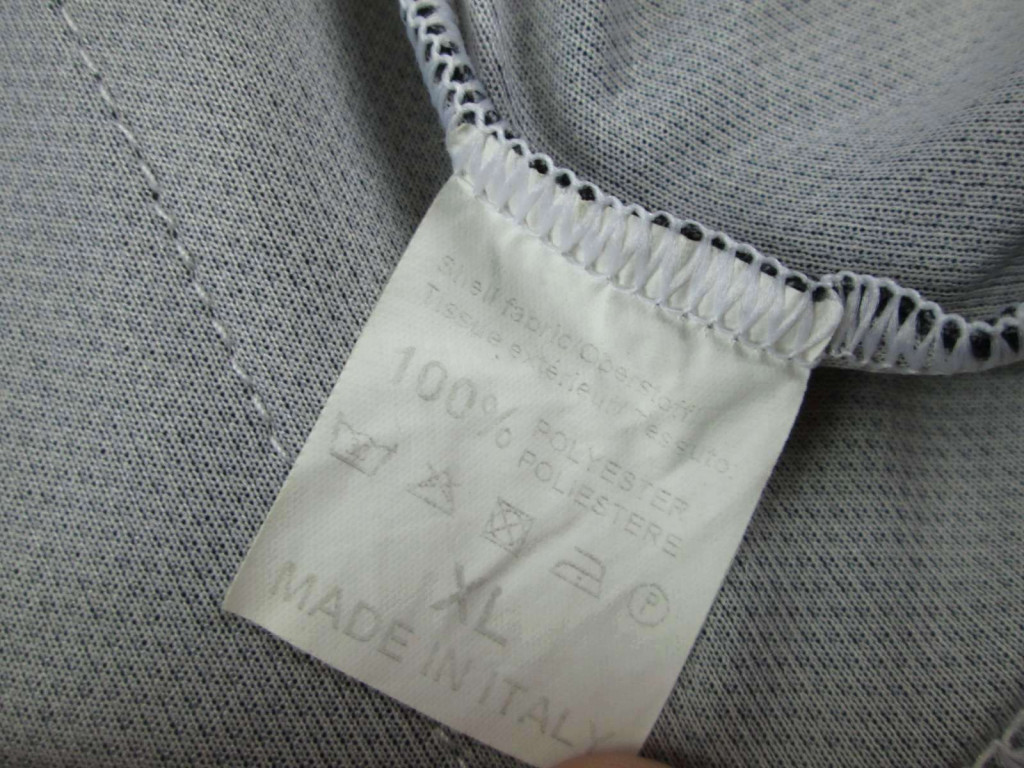 Shell fabric/Oberstoff/
Tissue extérieur/Tessuto:
100% POLYESTER
POLIESTERE
P
XL
MADE IN ITALY